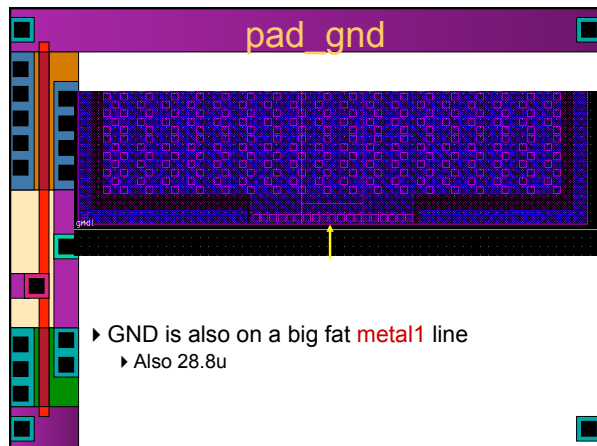 pad_gnd
gnd!
GND is also on a big fat metal1 line
Also 28.8u